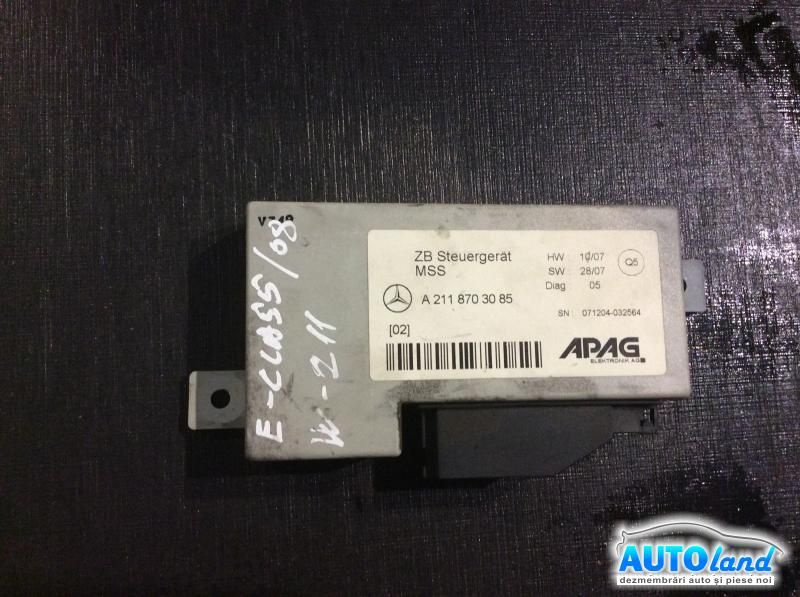 V749
E-CLASS/08
W-211
ZB Steuergerät
MSS
HW : 10/07
SW : 28/07
Diag : 05
Q5
A 211 870 30 85
SN : 071204-032564
[02]
APAG
ELEKTRONIK AG
AUTOland
dezmembrări auto și piese noi